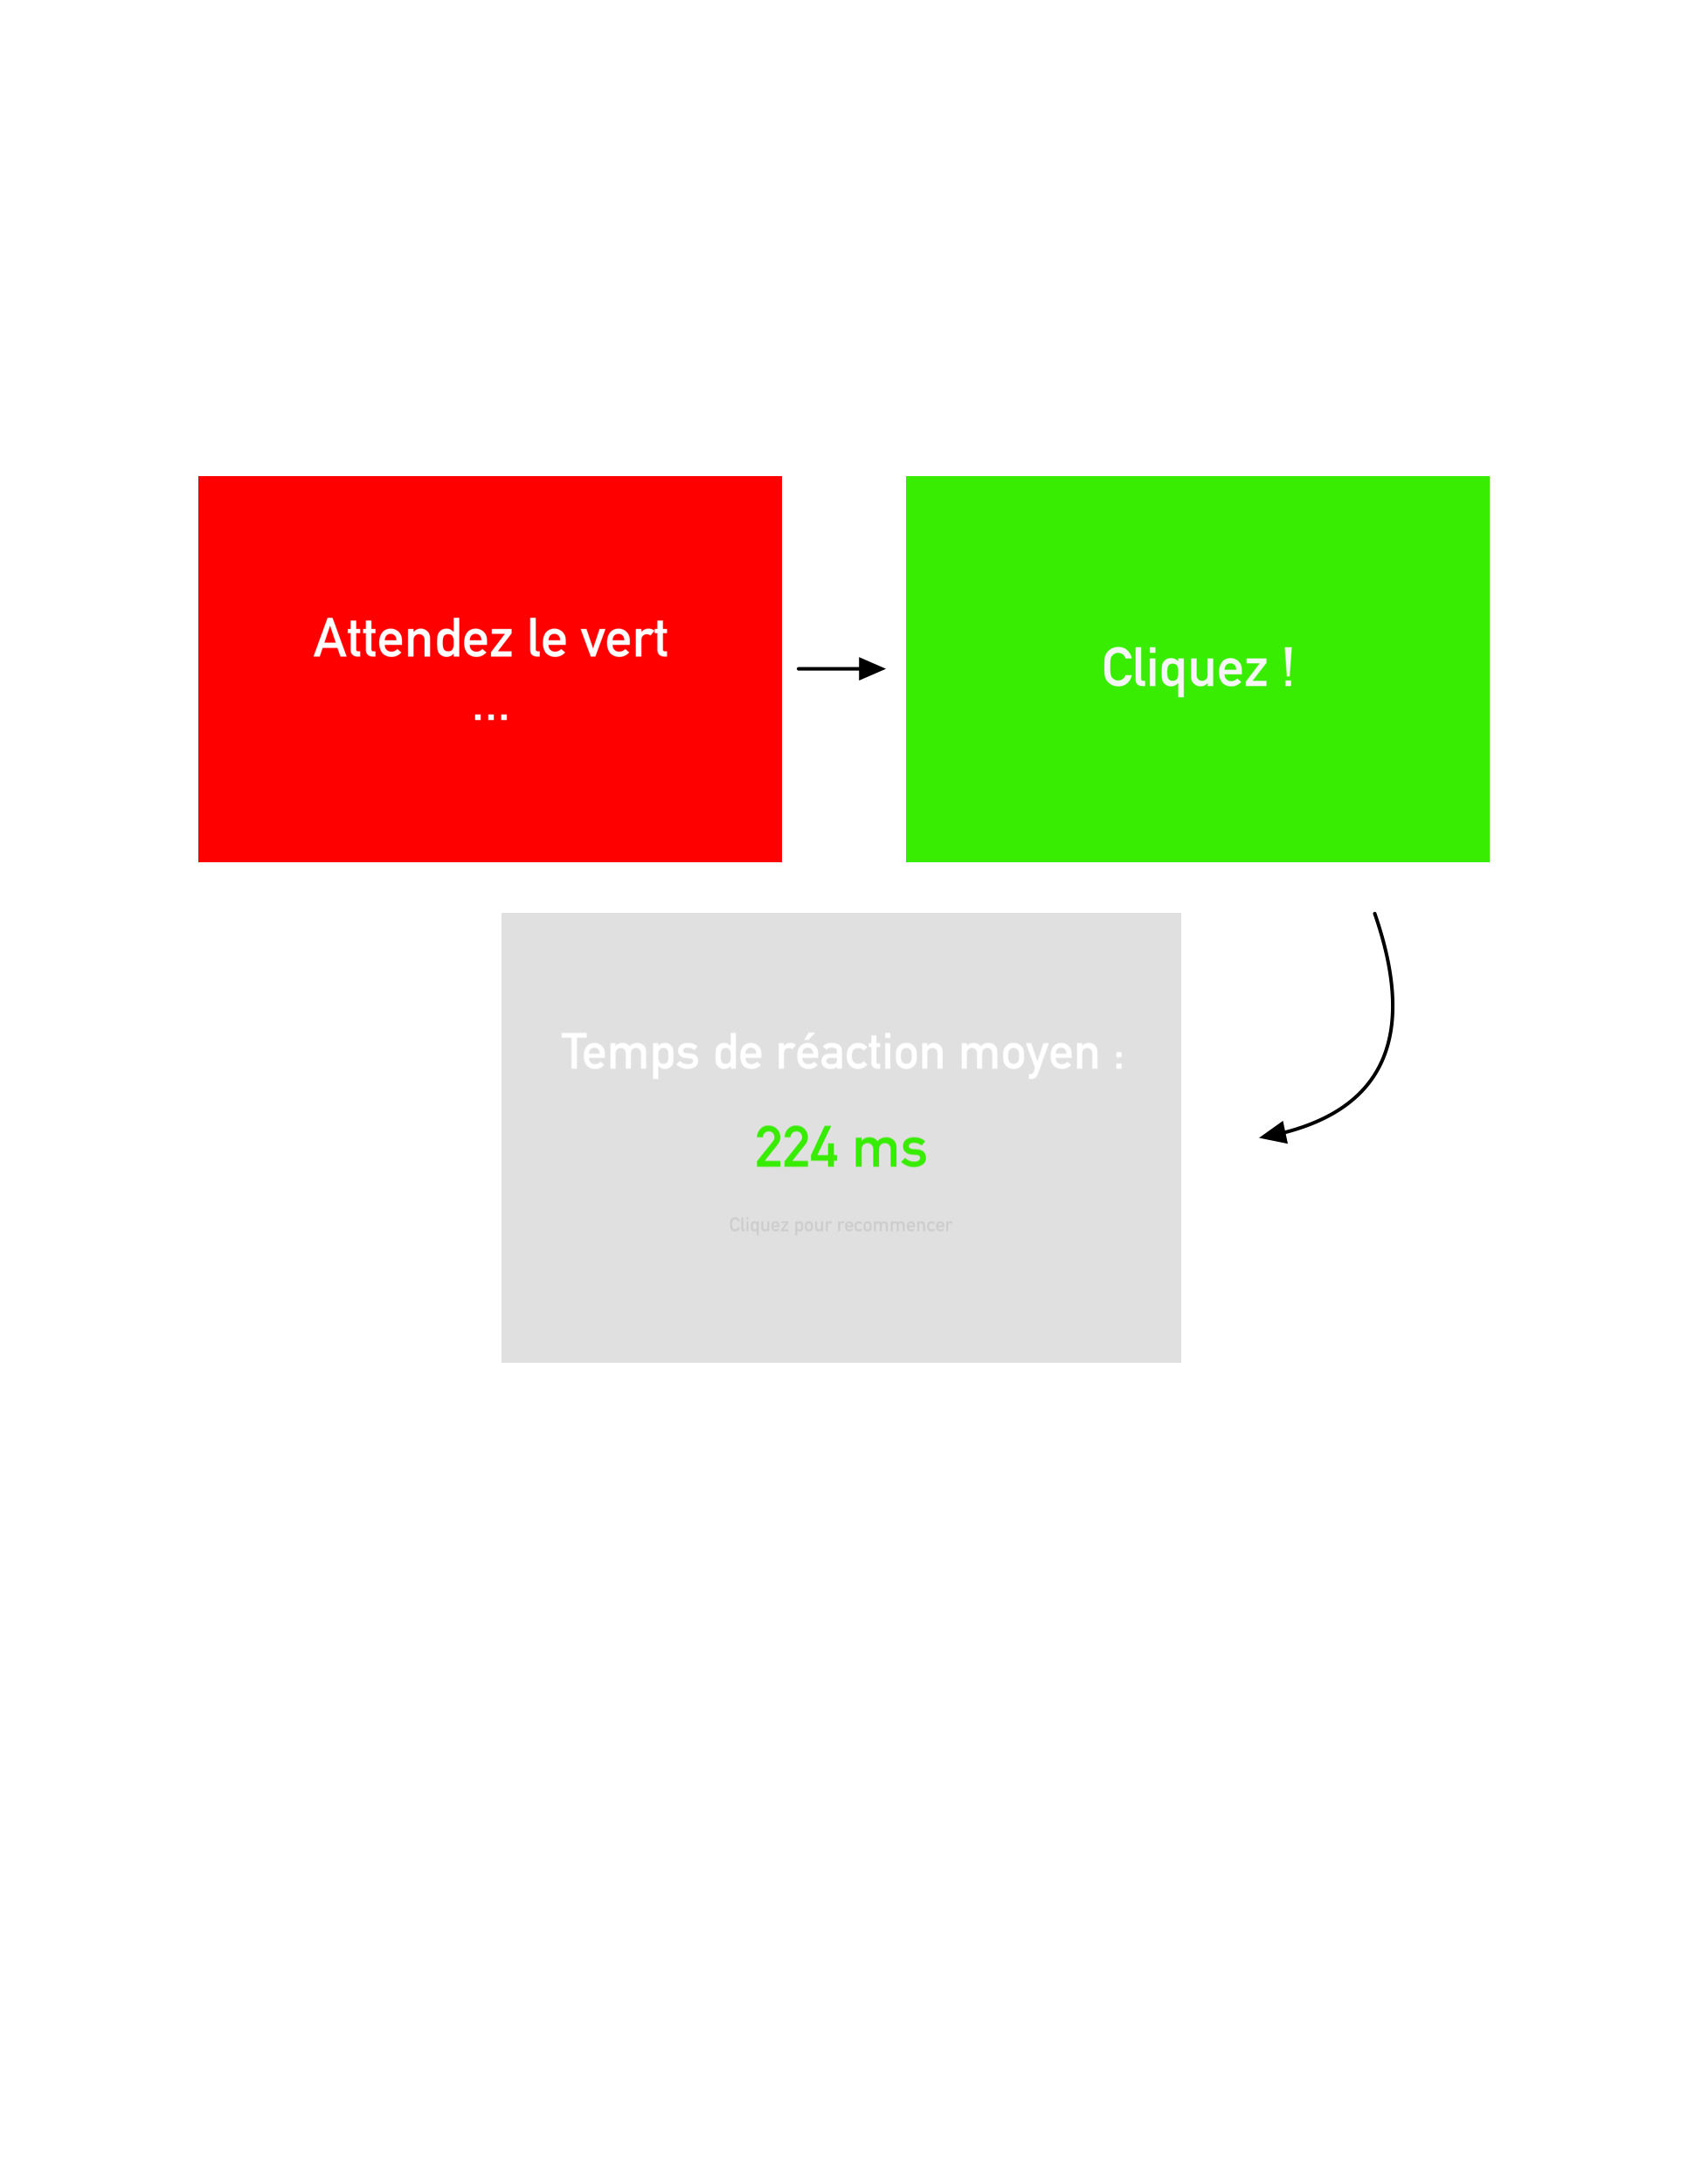 Attendez le vert
...
Cliquez !
Temps de réaction moyen :
224 ms
Cliquez pour recommencer